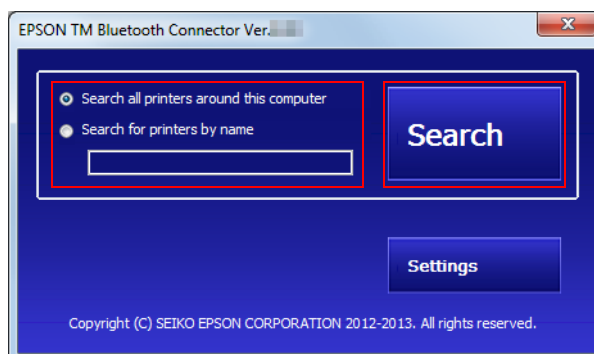 EPSON TM Bluetooth Connector Ver.
Search all printers around this computer
Search for printers by name
Search
Settings
Copyright (C) SEIKO EPSON CORPORATION 2012-2013. All rights reserved.